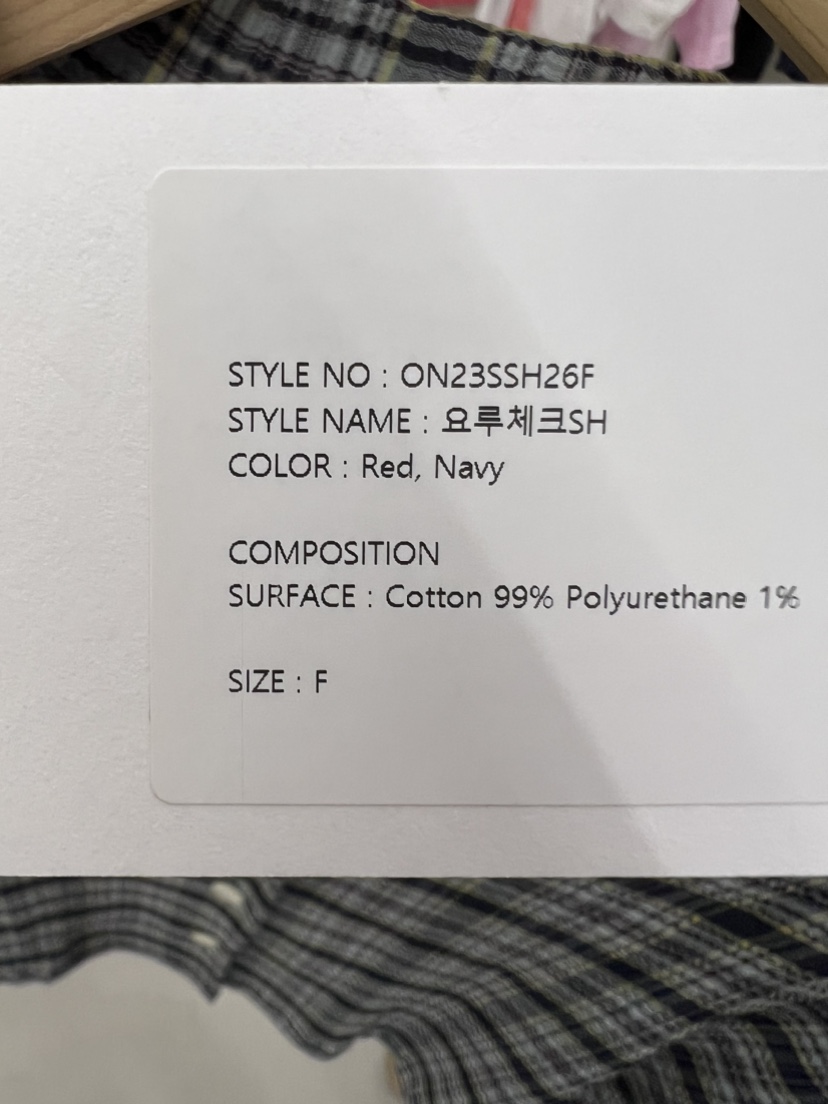 STYLE NO : ON23SSH26F
STYLE NAME : 요루체크SH
COLOR : Red, Navy
COMPOSITION
SURFACE : Cotton 99% Polyurethane 1%
SIZE : F